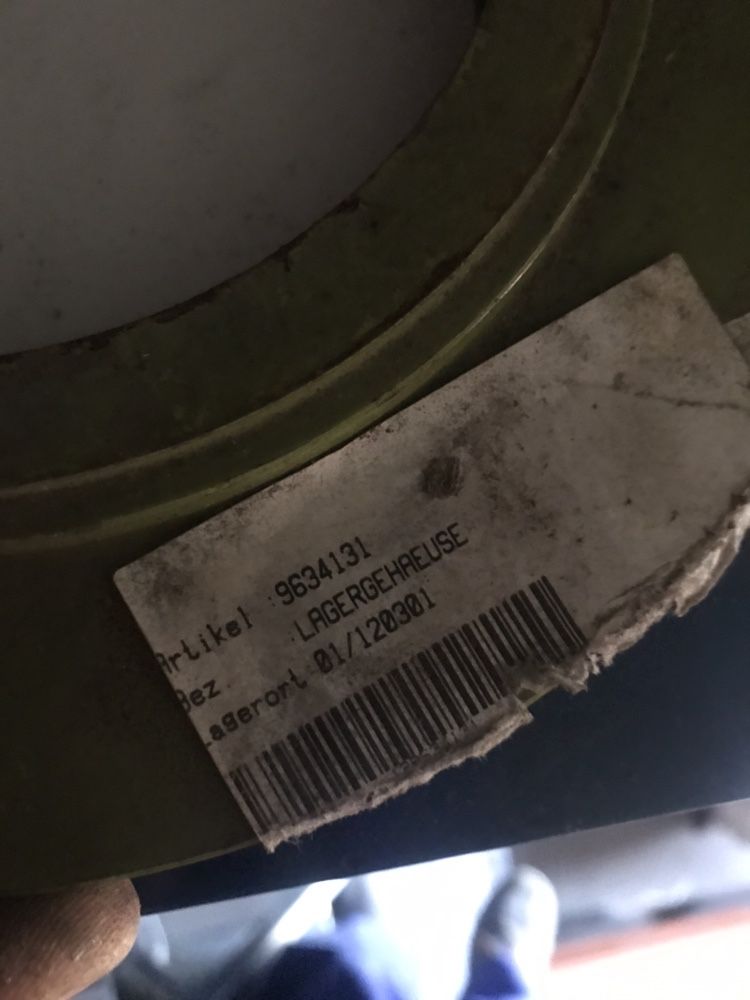 Artikel : 9634131
Bez. LAGERGEHAEUSE
Lagerort 01/120301